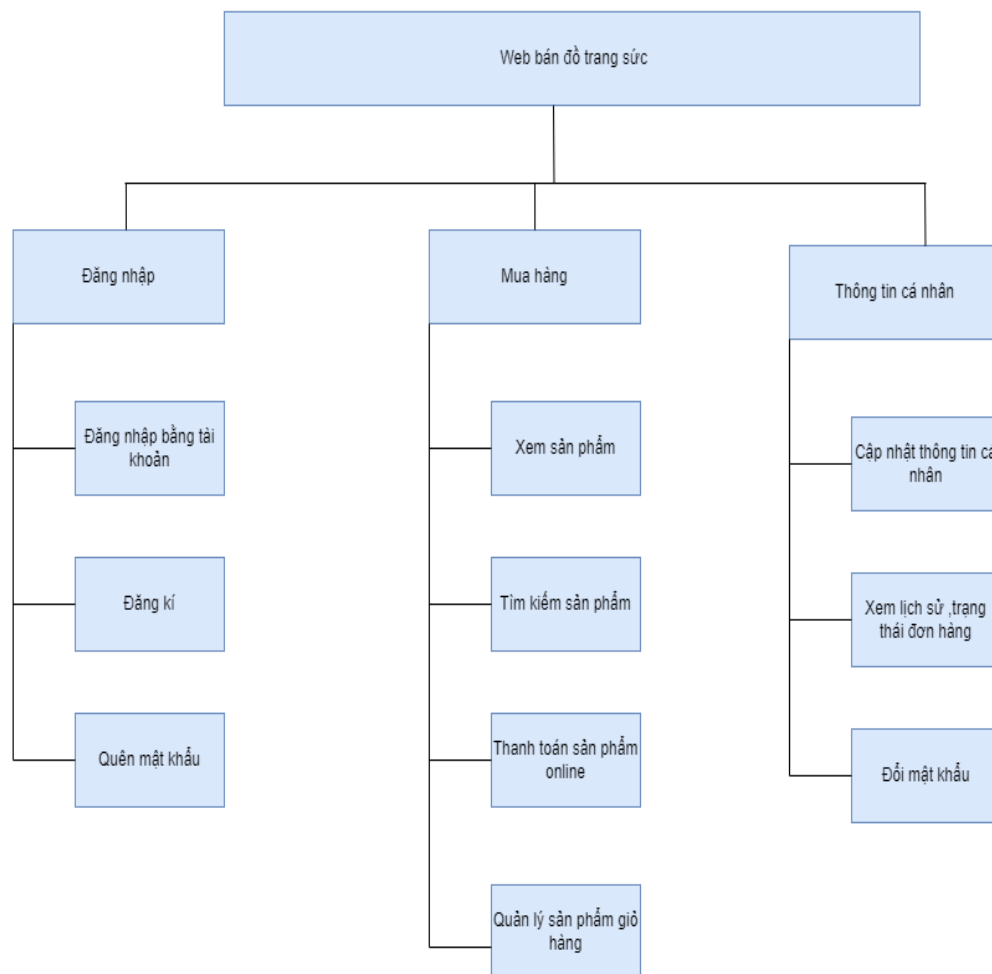 Web bán đồ trang sức
Đăng nhập
Đăng nhập bằng tài
khoản
Đăng kí
Quên mật khẩu
Mua hàng
Xem sản phẩm
Tìm kiếm sản phẩm
Thanh toán sản phẩm
online
Quản lý sản phẩm giỏ
hàng
Thông tin cá nhân
Cập nhật thông tin cá
nhân
Xem lịch sử ,trạng
thái đơn hàng
Đổi mật khẩu